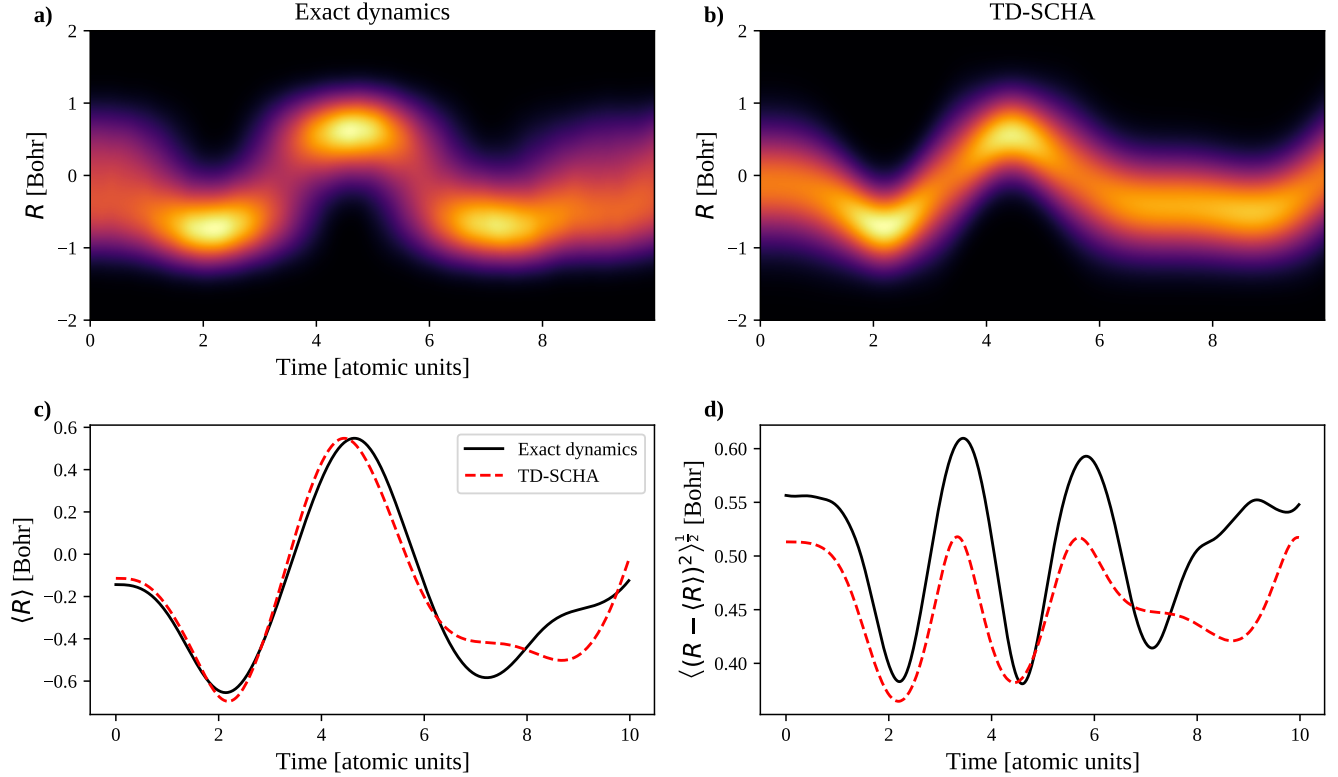 a) Exact dynamics
R [Bohr]
2
1
0
−1
−2
0 2 4 6 8
Time [atomic units]
b) TD-SCHA
R [Bohr]
2
1
0
−1
−2
0 2 4 6 8
c)
⟨R⟩ [Bohr]
0.6
0.4
0.2
0.0
−0.2
−0.4
−0.6
Exact dynamics
TD-SCHA
0 2 4 6 8 10
Time [atomic units]
d)
⟨(R − ⟨R⟩)²⟩^½ [Bohr]
0.60
0.55
0.50
0.45
0.40
0 2 4 6 8 10
Time [atomic units]